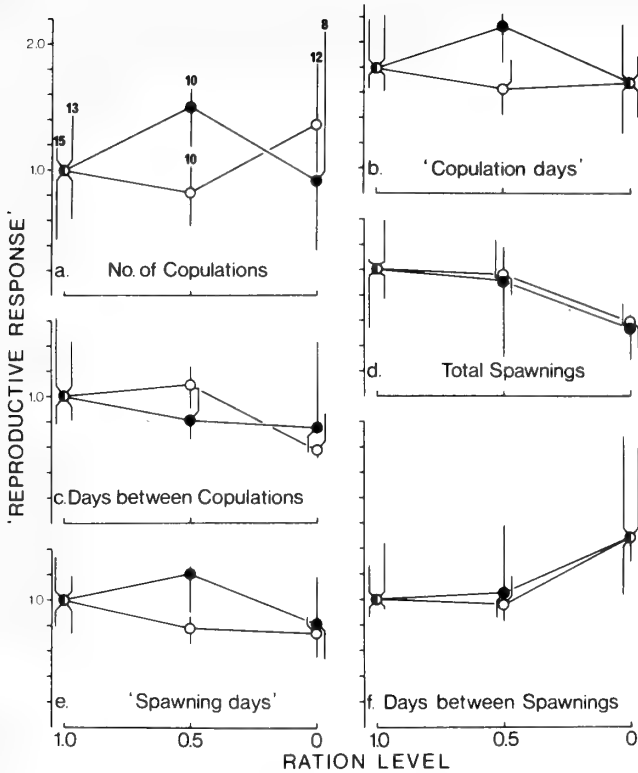 2.0
8
12
10
13
15
1.0
10
a. No. of Copulations
b. 'Copulation days'
d. Total Spawnings
1.0
c. Days between Copulations
1.0
e. 'Spawning days'
f. Days between Spawnings
1.0 0.5 0
1.0 0.5 0
RATION LEVEL
'REPRODUCTIVE RESPONSE'